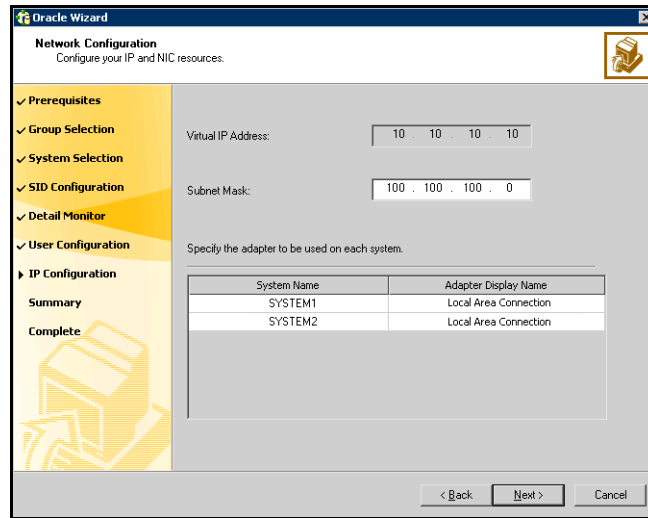 Oracle Wizard
Network Configuration
Configure your IP and NIC resources.
Prerequisites
Group Selection
System Selection
SID Configuration
Detail Monitor
User Configuration
IP Configuration
Summary
Complete
Virtual IP Address: 10 . 10 . 10 . 10
Subnet Mask: 100 . 100 . 100 . 0
Specify the adapter to be used on each system.
System Name Adapter Display Name
SYSTEM1 Local Area Connection
SYSTEM2 Local Area Connection
< Back Next > Cancel